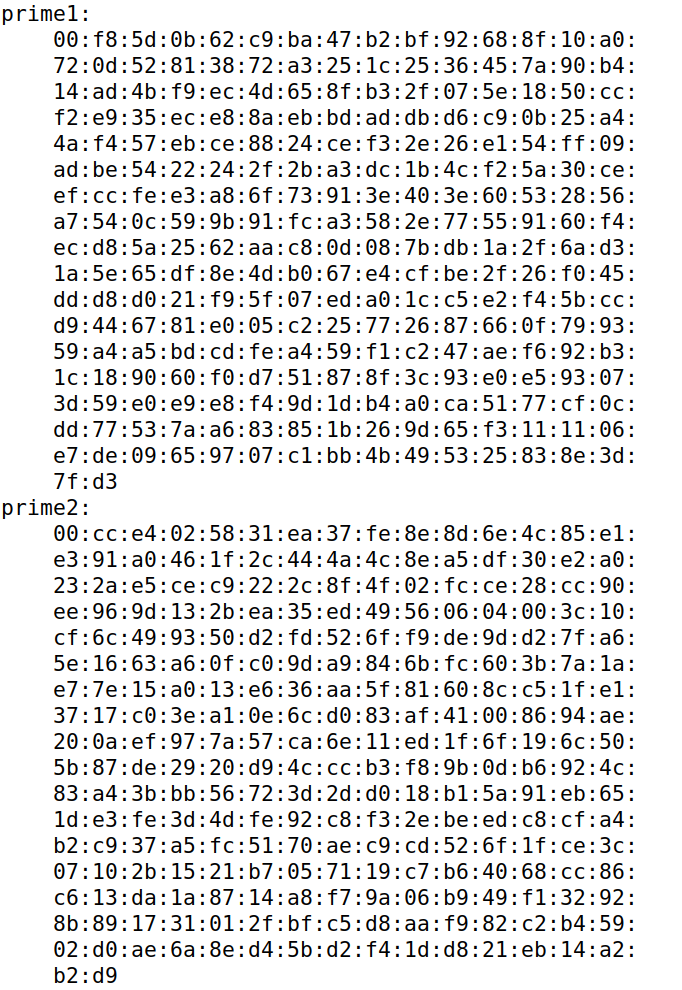 prime1:
00:f8:5d:0b:62:c9:ba:47:b2:bf:92:68:8f:10:a0:
72:0d:52:81:38:72:a3:25:1c:25:36:45:7a:90:b4:
14:ad:4b:f9:ec:4d:65:8f:b3:2f:07:5e:18:50:cc:
f2:e9:35:ec:e8:8a:eb:bd:ad:db:d6:c9:0b:25:a4:
4a:f4:57:eb:ce:88:24:ce:f3:2e:26:e1:54:ff:09:
ad:be:54:22:24:2f:2b:a3:dc:1b:4c:f2:5a:30:ce:
ef:cc:fe:e3:a8:6f:73:91:3e:40:3e:60:53:28:56:
a7:54:0c:59:9b:91:fc:a3:58:2e:77:55:91:60:f4:
ec:d8:5a:25:62:aa:c8:0d:08:7b:db:1a:2f:6a:d3:
1a:5e:65:df:8e:4d:b0:67:e4:cf:be:2f:26:f0:45:
dd:d8:d0:21:f9:5f:07:ed:a0:1c:c5:e2:f4:5b:cc:
d9:44:67:81:e0:05:c2:25:77:26:87:66:0f:79:93:
59:a4:a5:bd:cd:fe:a4:59:f1:c2:47:ae:f6:92:b3:
1c:18:90:60:f0:d7:51:87:8f:3c:93:e0:e5:93:07:
3d:59:e0:e9:e8:f4:9d:1d:b4:a0:ca:51:77:cf:0c:
dd:77:53:7a:a6:83:85:1b:26:9d:65:f3:11:11:06:
e7:de:09:65:97:07:c1:bb:4b:49:53:25:83:8e:3d:
7f:d3
prime2:
00:cc:e4:02:58:31:ea:37:fe:8e:8d:6e:4c:85:e1:
e3:91:a0:46:1f:2c:44:4a:4c:8e:a5:df:30:e2:a0:
23:2a:e5:ce:c9:22:2c:8f:4f:02:fc:ce:28:cc:90:
ee:96:9d:13:2b:ea:35:ed:49:56:06:04:00:3c:10:
cf:6c:49:93:50:d2:fd:52:6f:f9:de:9d:d2:7f:a6:
5e:16:63:a6:0f:c0:9d:a9:84:6b:fc:60:3b:7a:1a:
e7:7e:15:a0:13:e6:36:aa:5f:81:60:8c:c5:1f:e1:
37:17:c0:3e:a1:0e:6c:d0:83:af:41:00:86:94:ae:
20:0a:ef:97:7a:57:ca:6e:11:ed:1f:6f:19:6c:50:
5b:87:de:29:20:d9:4c:cc:b3:f8:9b:0d:b6:92:4c:
83:a4:3b:bb:56:72:3d:2d:d0:18:b1:5a:91:eb:65:
1d:e3:fe:3d:4d:fe:92:c8:f3:2e:be:ed:c8:cf:a4:
b2:c9:37:a5:fc:51:70:ae:c9:cd:52:6f:1f:ce:3c:
07:10:2b:15:21:b7:05:71:19:c7:b6:40:68:cc:86:
c6:13:da:1a:87:14:a8:f7:9a:06:b9:49:f1:32:92:
8b:89:17:31:01:2f:bf:c5:d8:aa:f9:82:c2:b4:59:
02:d0:ae:6a:8e:d4:5b:d2:f4:1d:d8:21:eb:14:a2:
b2:d9